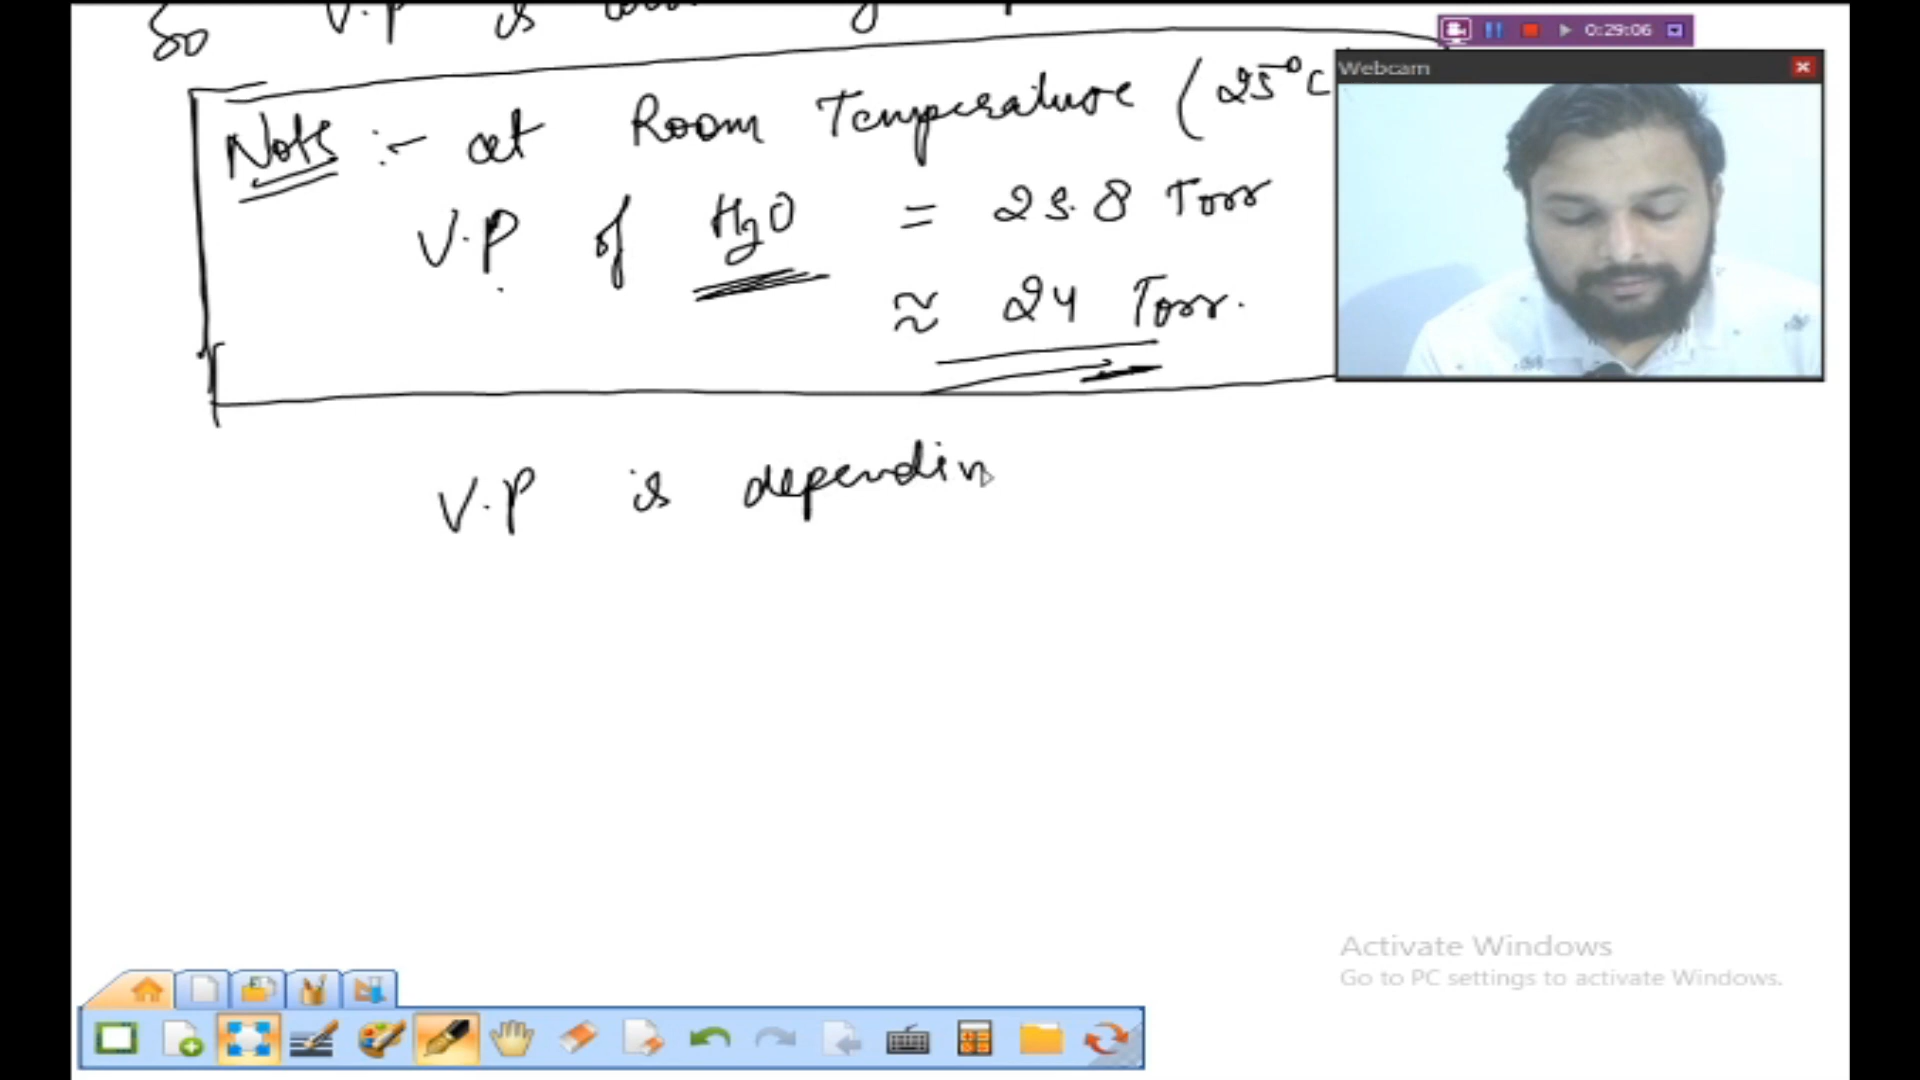 So V.P is
0:29:06
Webcam
Note :- at Room Temperature ( 25°C
V.P of H2O = 23.8 Torr
≈ 24 Torr.
V.P is dependin
Activate Windows
Go to PC settings to activate Windows.